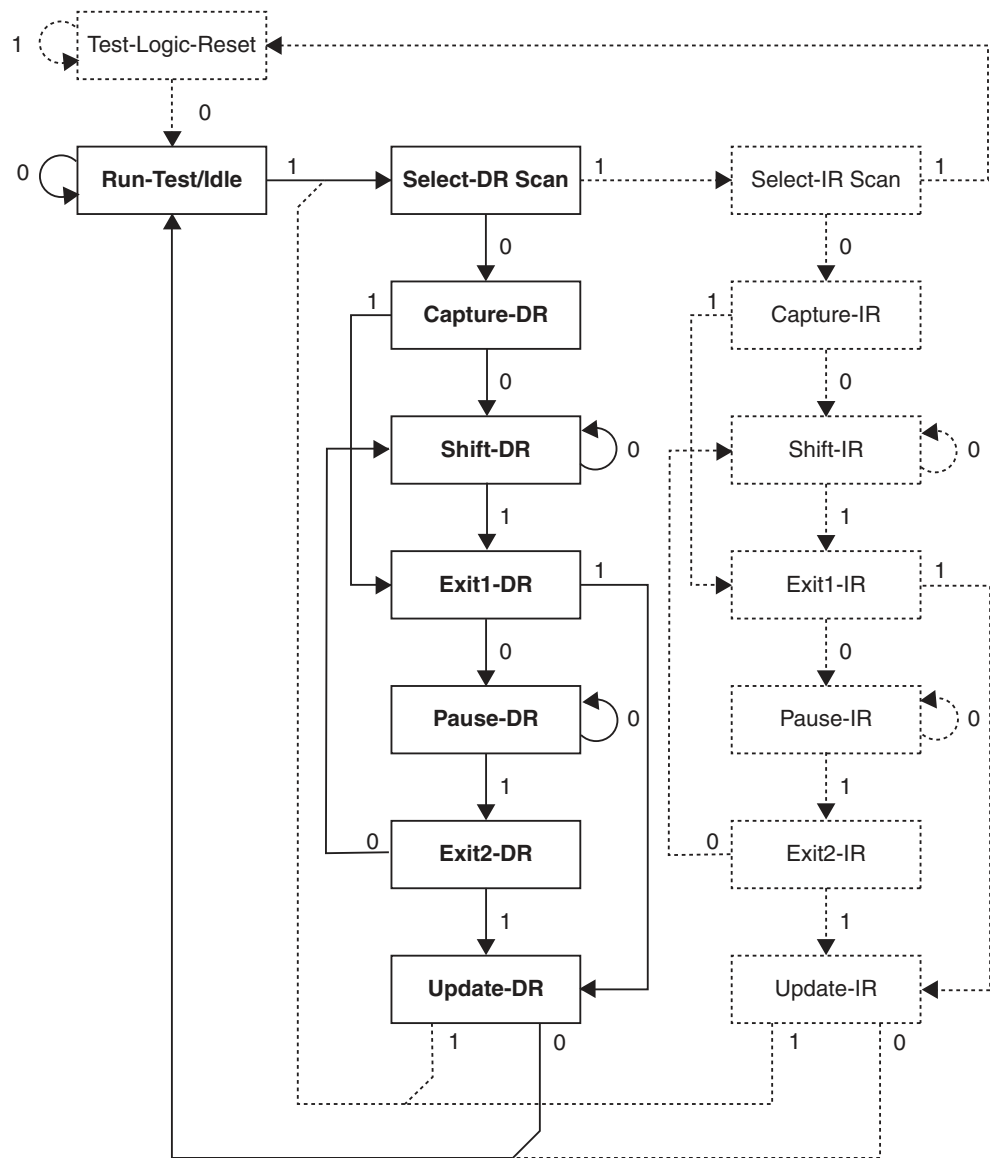 Test-Logic-Reset
1
0
Run-Test/Idle
0
1
Select-DR Scan
1
Select-IR Scan
1
0
0
1
Capture-DR
1
Capture-IR
0
0
Shift-DR
0
Shift-IR
0
1
1
Exit1-DR
1
Exit1-IR
1
0
0
Pause-DR
0
Pause-IR
0
1
1
0
Exit2-DR
0
Exit2-IR
1
1
Update-DR
Update-IR
1
0
1
0